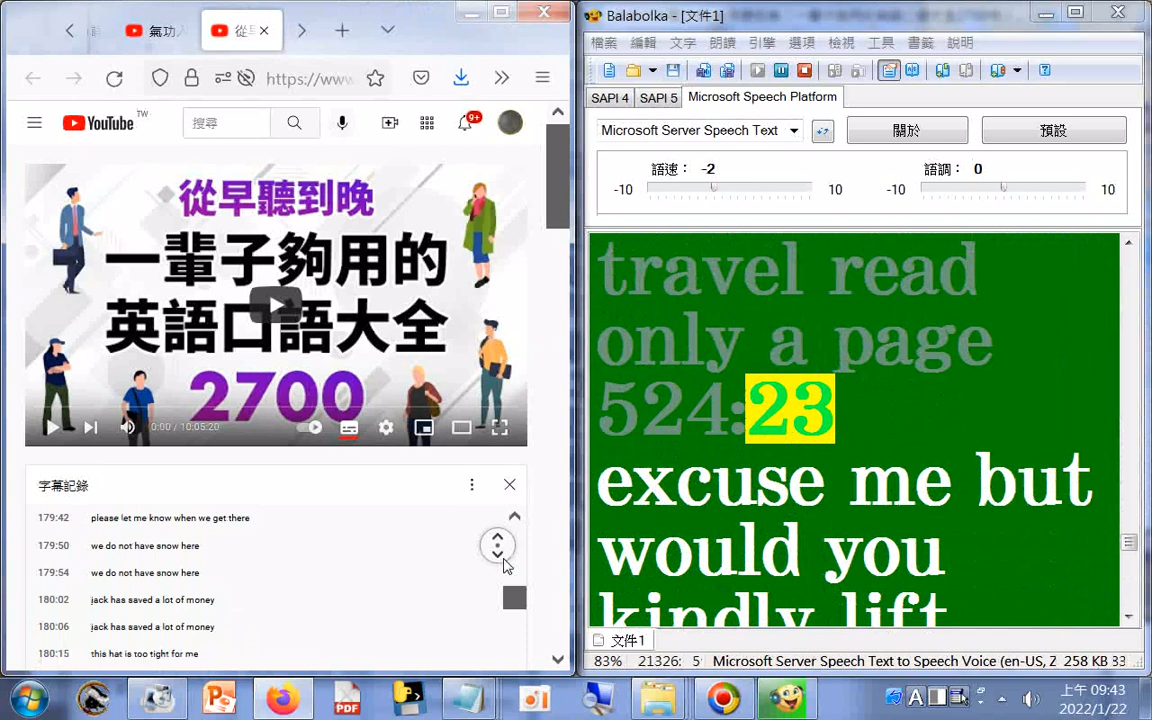 氣功
從早
https://www
YouTube TW
搜尋
9+
從早聽到晚
一輩子夠用的
英語口語大全
2700
0:00 / 10:05:20
字幕記錄
179:42 please let me know when we get there
179:50 we do not have snow here
179:54 we do not have snow here
180:02 jack has saved a lot of money
180:06 jack has saved a lot of money
180:15 this hat is too tight for me
Balabolka - [文件1]
檔案 編輯 文字 朗讀 引擎 選項 檢視 工具 書籤 說明
SAPI 4 SAPI 5 Microsoft Speech Platform
Microsoft Server Speech Text 關於 預設
語速： -2 語調： 0
-10 10 -10 10
travel read
only a page
524:23
excuse me but
would you
kindly lift
文件1
83% 21326: 5 Microsoft Server Speech Text to Speech Voice (en-US, Z 258 KB 33
PDF
A
上午 09:43
2022/1/22